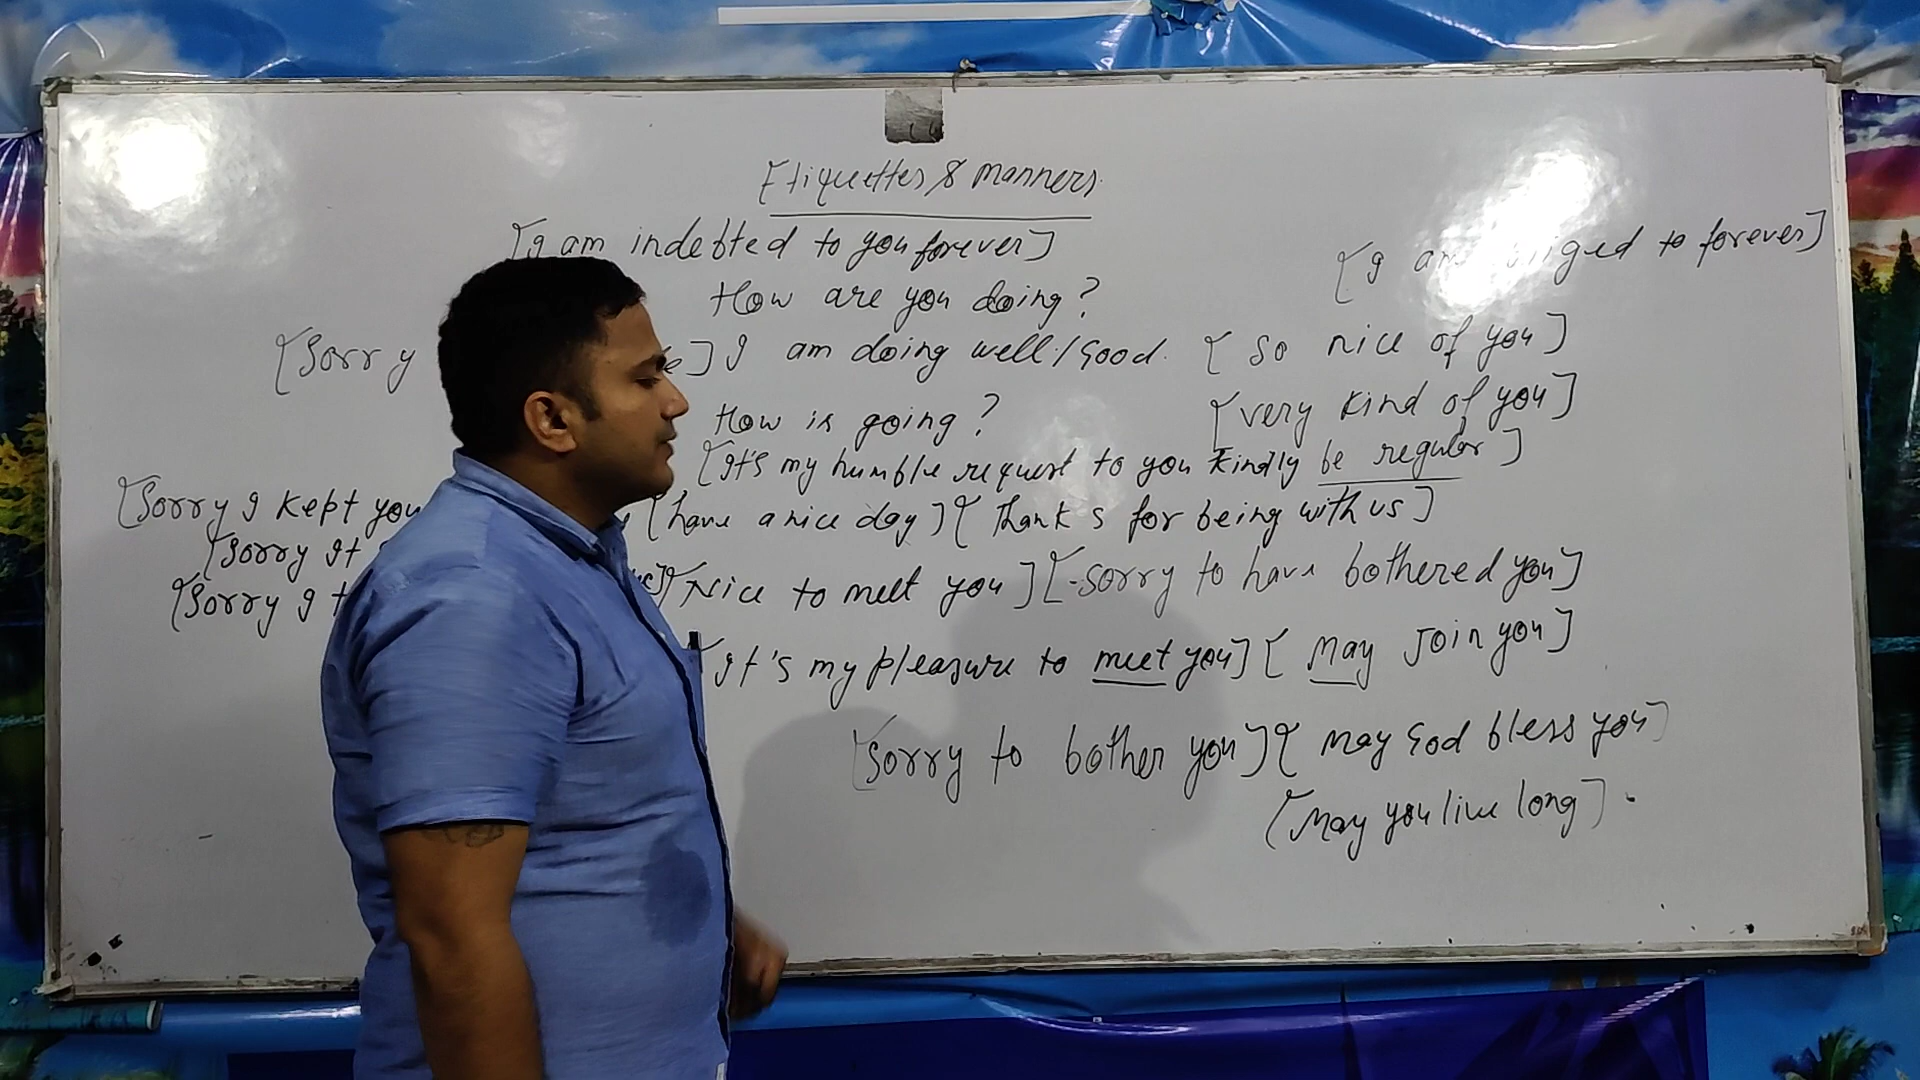 Etiquettes & manners.
[I am indebted to you forever] [I am to forever]
How are you doing?
[Sorry I am doing well/Good. [so nice of you]
How is going? [very kind of you]
[It's my humble request to you kindly be regular]
[Sorry I kept you [have a nice day] [Thanks for being with us]
[Sorry It
[Sorry I [Nice to meet you] [-sorry to have bothered you]
[It's my pleasure to meet you] [May Join you]
[Sorry to bother you] [may God bless you]
[May you live long].